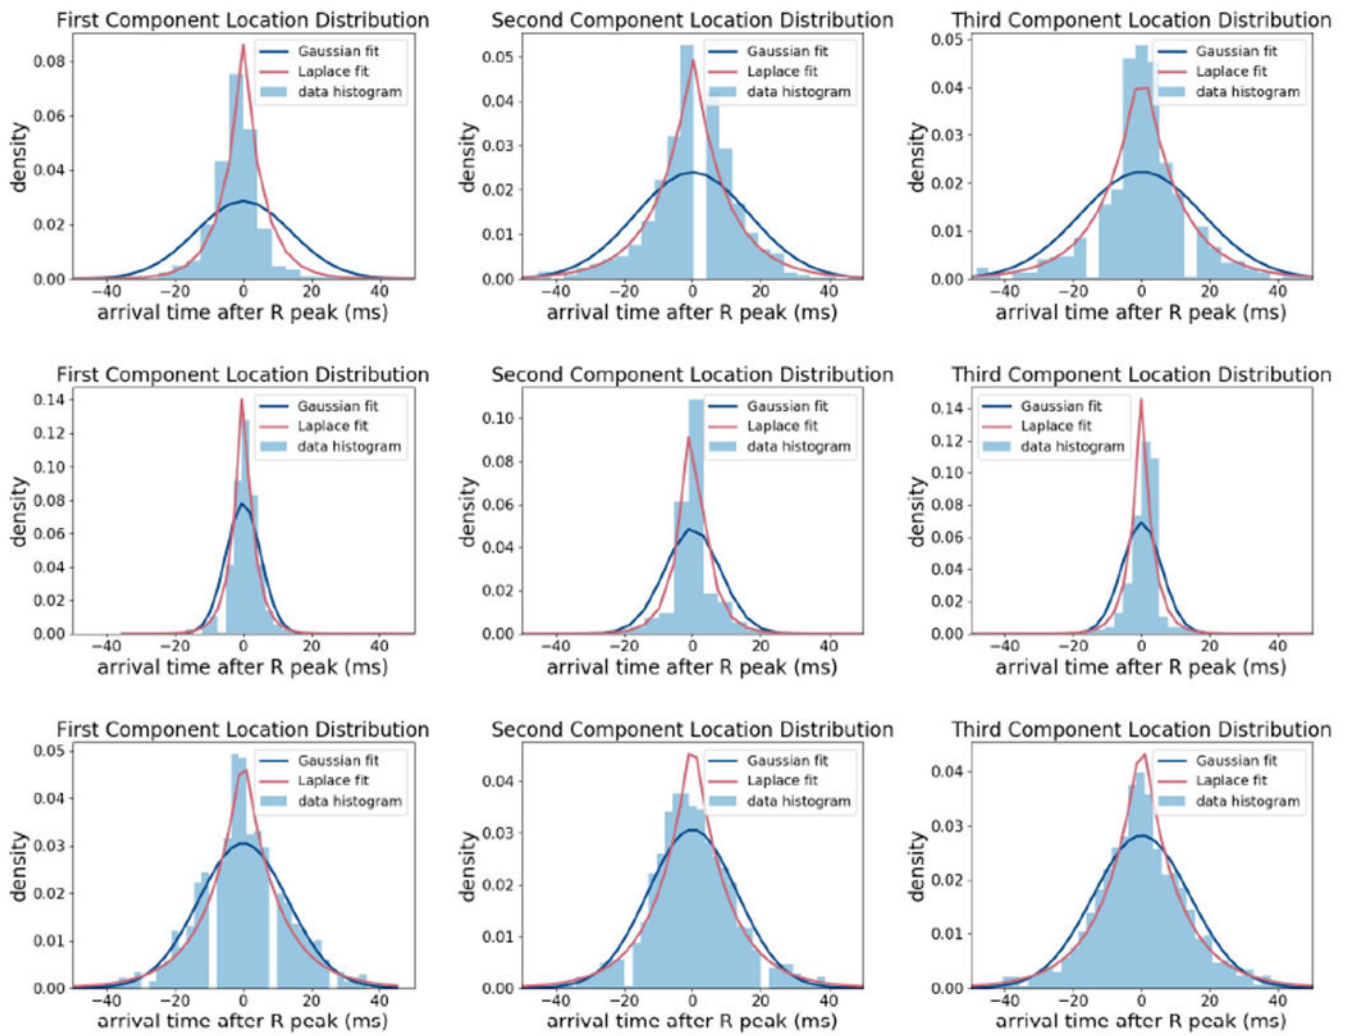 First Component Location Distribution
Gaussian fit
Laplace fit
data histogram
density
0.08
0.06
0.04
0.02
0.00
−40 −20 0 20 40
arrival time after R peak (ms)
Second Component Location Distribution
Gaussian fit
Laplace fit
data histogram
density
0.05
0.04
0.03
0.02
0.01
0.00
−40 −20 0 20 40
arrival time after R peak (ms)
Third Component Location Distribution
Gaussian fit
Laplace fit
data histogram
density
0.05
0.04
0.03
0.02
0.01
0.00
−40 −20 0 20 40
arrival time after R peak (ms)
First Component Location Distribution
Gaussian fit
Laplace fit
data histogram
density
0.14
0.12
0.10
0.08
0.06
0.04
0.02
0.00
−40 −20 0 20 40
arrival time after R peak (ms)
Second Component Location Distribution
Gaussian fit
Laplace fit
data histogram
density
0.10
0.08
0.06
0.04
0.02
0.00
−40 −20 0 20 40
arrival time after R peak (ms)
Third Component Location Distribution
Gaussian fit
Laplace fit
data histogram
density
0.14
0.12
0.10
0.08
0.06
0.04
0.02
0.00
−40 −20 0 20 40
arrival time after R peak (ms)
First Component Location Distribution
Gaussian fit
Laplace fit
data histogram
density
0.05
0.04
0.03
0.02
0.01
0.00
−40 −20 0 20 40
arrival time after R peak (ms)
Second Component Location Distribution
Gaussian fit
Laplace fit
data histogram
density
0.04
0.03
0.02
0.01
0.00
−40 −20 0 20 40
arrival time after R peak (ms)
Third Component Location Distribution
Gaussian fit
Laplace fit
data histogram
density
0.04
0.03
0.02
0.01
0.00
−40 −20 0 20 40
arrival time after R peak (ms)